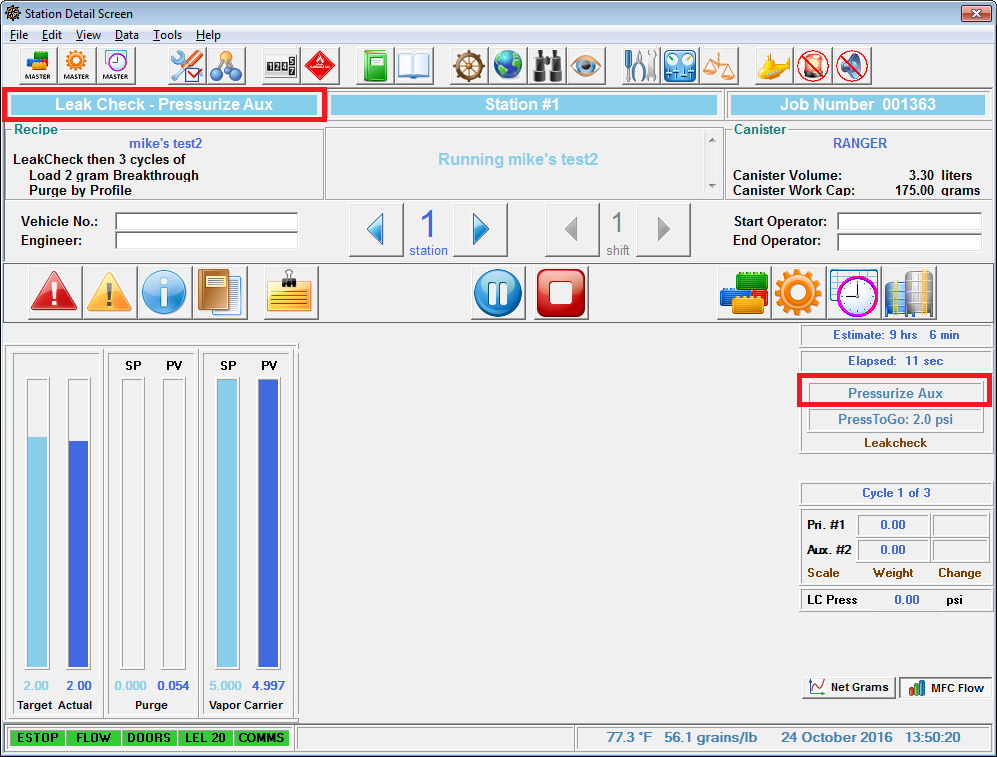 Station Detail Screen
File Edit View Data Tools Help
MASTER MASTER MASTER
Leak Check - Pressurize Aux Station #1 Job Number 001363
Recipe
mike's test2
LeakCheck then 3 cycles of
Load 2 gram Breakthrough
Purge by Profile
Running mike's test2
Canister
RANGER
Canister Volume: 3.30 liters
Canister Work Cap: 175.00 grams
Vehicle No.:
Engineer:
1
station
1
shift
Start Operator:
End Operator:
Estimate: 9 hrs 6 min
Elapsed: 11 sec
Pressurize Aux
PressToGo: 2.0 psi
Leakcheck
Cycle 1 of 3
Pri. #1 0.00
Aux. #2 0.00
Scale Weight Change
LC Press 0.00 psi
Net Grams MFC Flow
SP PV SP PV
2.00 2.00 0.000 0.054 5.000 4.997
Target Actual Purge Vapor Carrier
ESTOP FLOW DOORS LEL 20 COMMS
77.3 °F 56.1 grains/lb 24 October 2016 13:50:20